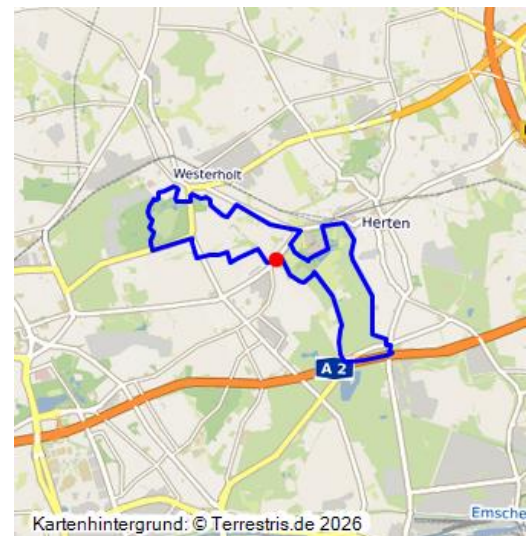 Westerholt
Herten
A 2
Emsche
Kartenhintergrund: © Terrestris.de 2026